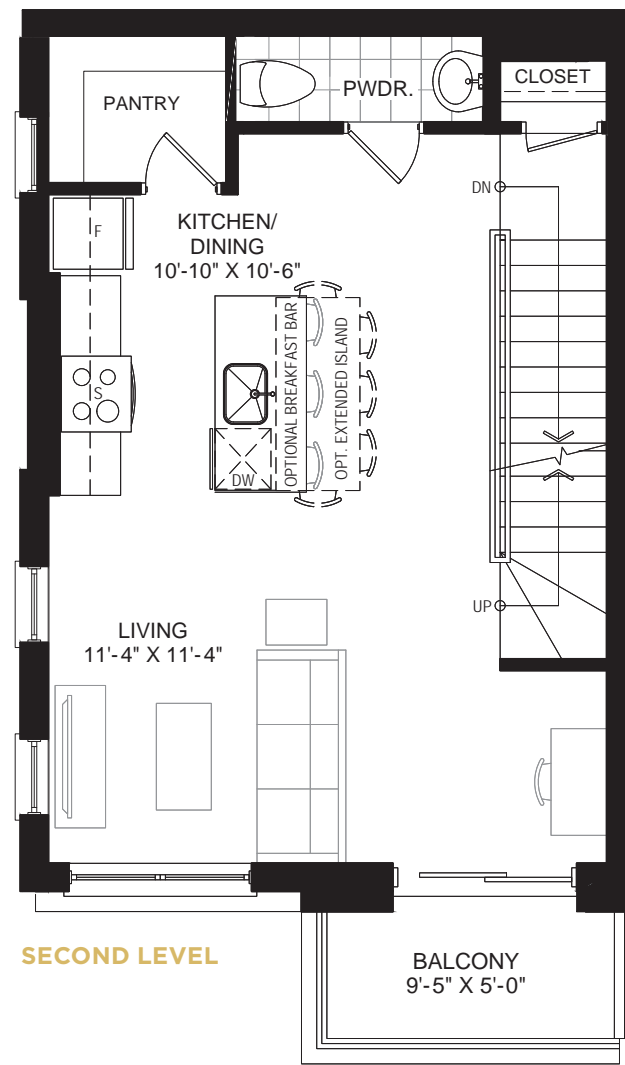 PANTRY
PWDR.
CLOSET
DN
F
KITCHEN/
DINING
10'-10" X 10'-6"
S
OPTIONAL BREAKFAST BAR
OPT. EXTENDED ISLAND
DW
UP
LIVING
11'-4" X 11'-4"
SECOND LEVEL
BALCONY
9'-5" X 5'-0"